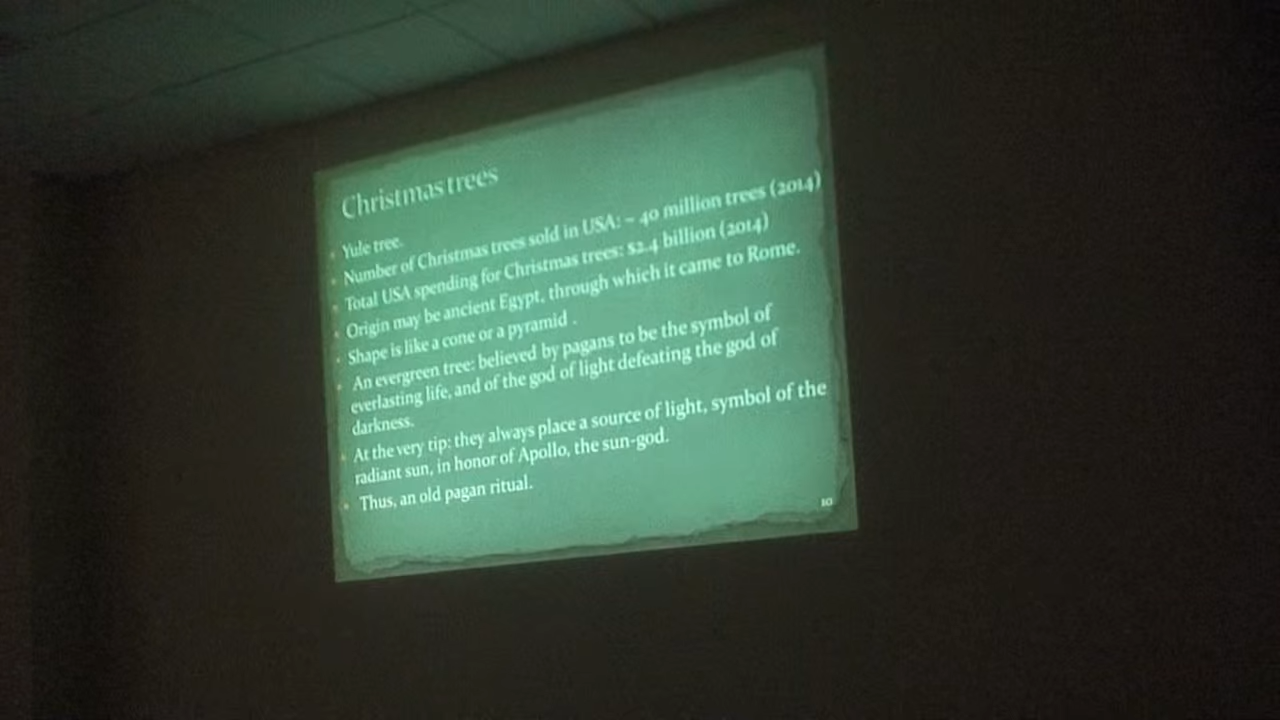 Christmas trees
Yule tree.
Number of Christmas trees sold in USA: ~ 40 million trees (2014)
Total USA spending for Christmas trees: $2.4 billion (2014)
Origin may be ancient Egypt, through which it came to Rome.
Shape is like a cone or a pyramid .
An evergreen tree: believed by pagans to be the symbol of
everlasting life, and of the god of light defeating the god of
darkness.
At the very tip: they always place a source of light, symbol of the
radiant sun, in honor of Apollo, the sun-god.
Thus, an old pagan ritual.
10